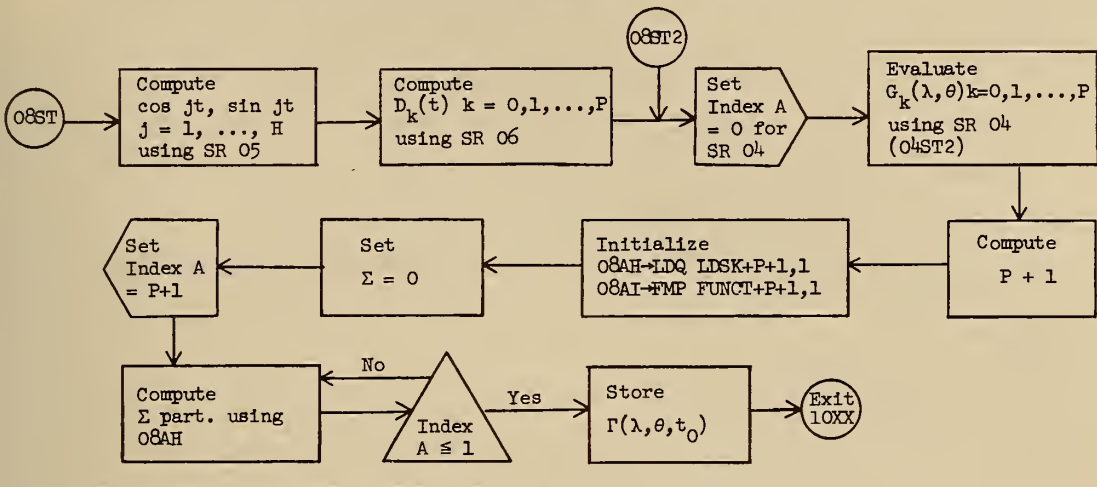 08ST
Compute
cos jt, sin jt
j = 1, ..., H
using SR 05
Compute
D_k(t) k = 0,1,...,P
using SR 06
08ST2
Set
Index A
= 0 for
SR 04
Evaluate
G_k(λ,θ)k=0,1,...,P
using SR 04
(04ST2)
Compute
P + 1
Initialize
08AH→LDQ LDSK+P+1,1
08AI→FMP FUNCT+P+1,1
Set
Σ = 0
Set
Index A
= P+1
Compute
Σ part. using
08AH
No
Index
A ≦ 1
Yes
Store
Γ(λ,θ,t_0)
Exit
10XX